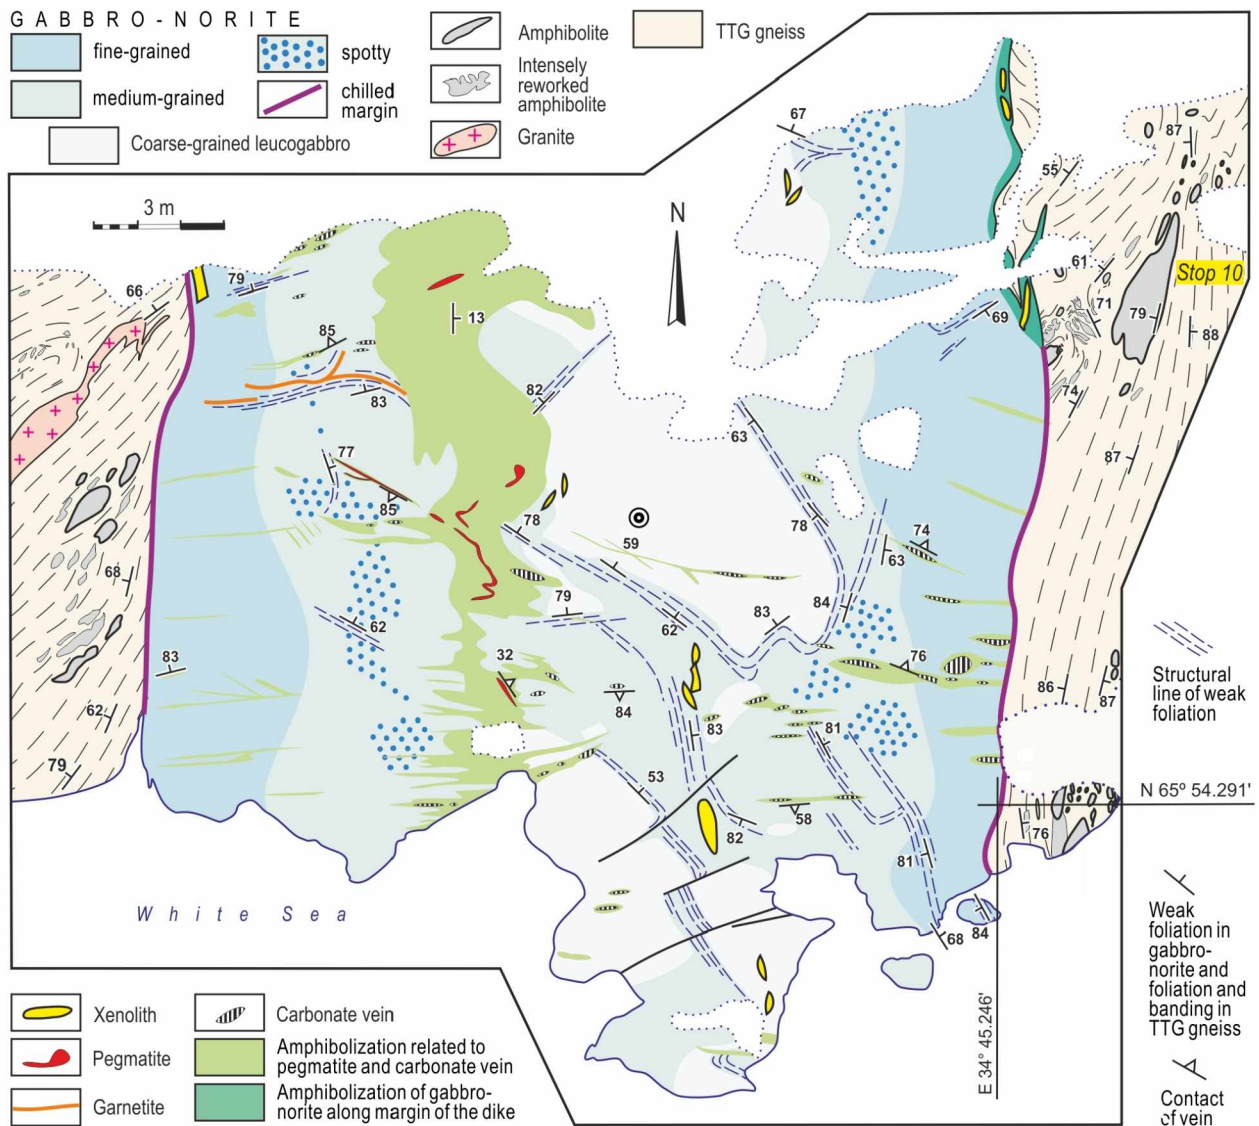 GABBRO-NORITE
fine-grained
medium-grained
spotty
chilled
margin
Coarse-grained leucogabbro
Amphibolite
Intensely
reworked
amphibolite
Granite
TTG gneiss
3 m
N
67
87
55
61
Stop 10
71
79
88
69
74
87
66
79
13
85
83
82
63
77
85
78
59
78
74
63
68
79
62
83
84
62
32
76
83
84
83
81
86
87
62
79
53
82
58
81
76
68
84
White Sea
Structural
line of weak
foliation
N 65º 54.291'
E 34° 45.246'
Weak
foliation in
gabbro-
norite and
foliation and
banding in
TTG gneiss
Contact
of vein
Xenolith
Pegmatite
Garnetite
Carbonate vein
Amphibolization related to
pegmatite and carbonate vein
Amphibolization of gabbro-
norite along margin of the dike